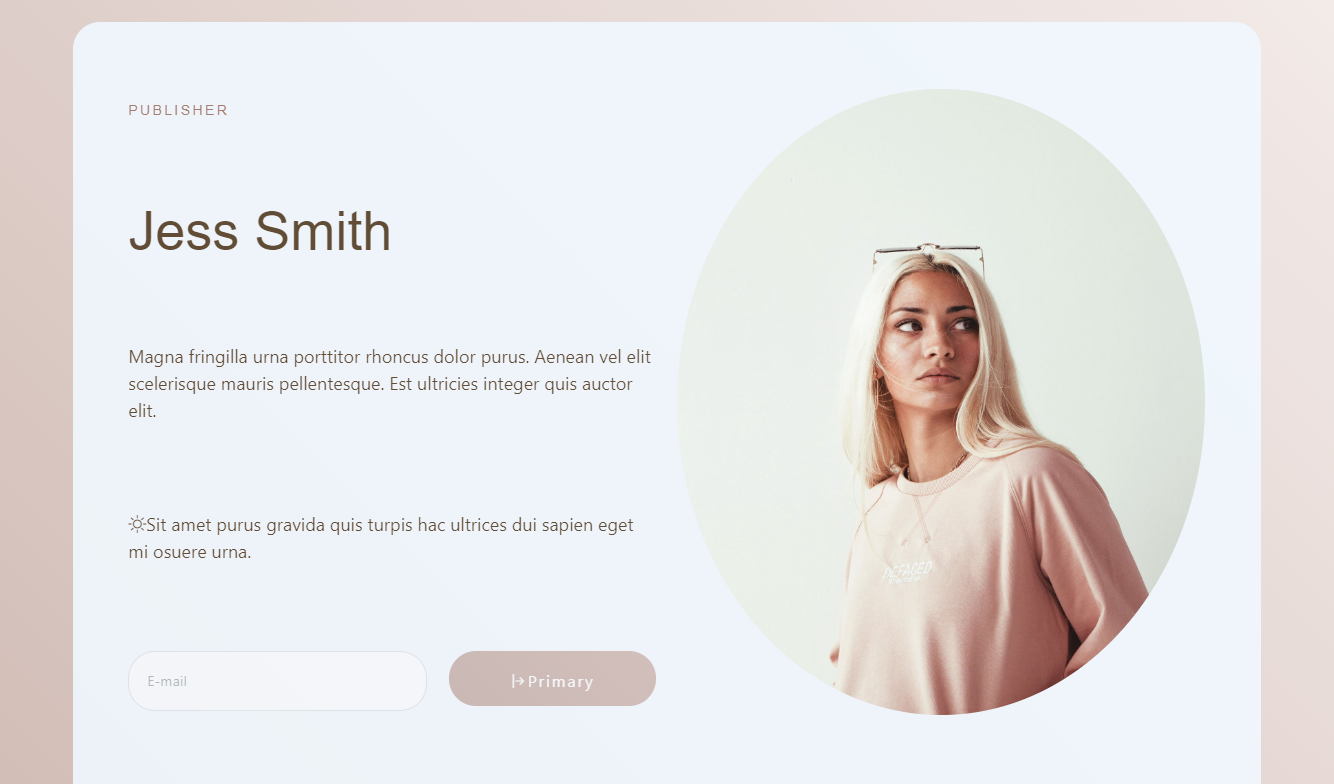 PUBLISHER
Jess Smith
Magna fringilla urna porttitor rhoncus dolor purus. Aenean vel elit
scelerisque mauris pellentesque. Est ultricies integer quis auctor
elit.
Sit amet purus gravida quis turpis hac ultrices dui sapien eget
mi osuere urna.
E-mail
Primary
DEFACED